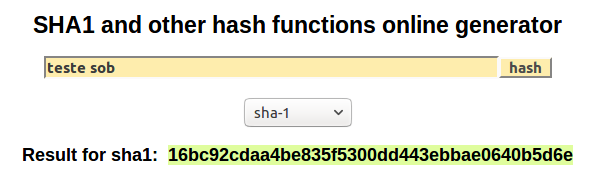 SHA1 and other hash functions online generator
teste sob hash
sha-1
Result for sha1: 16bc92cdaa4be835f5300dd443ebbae0640b5d6e